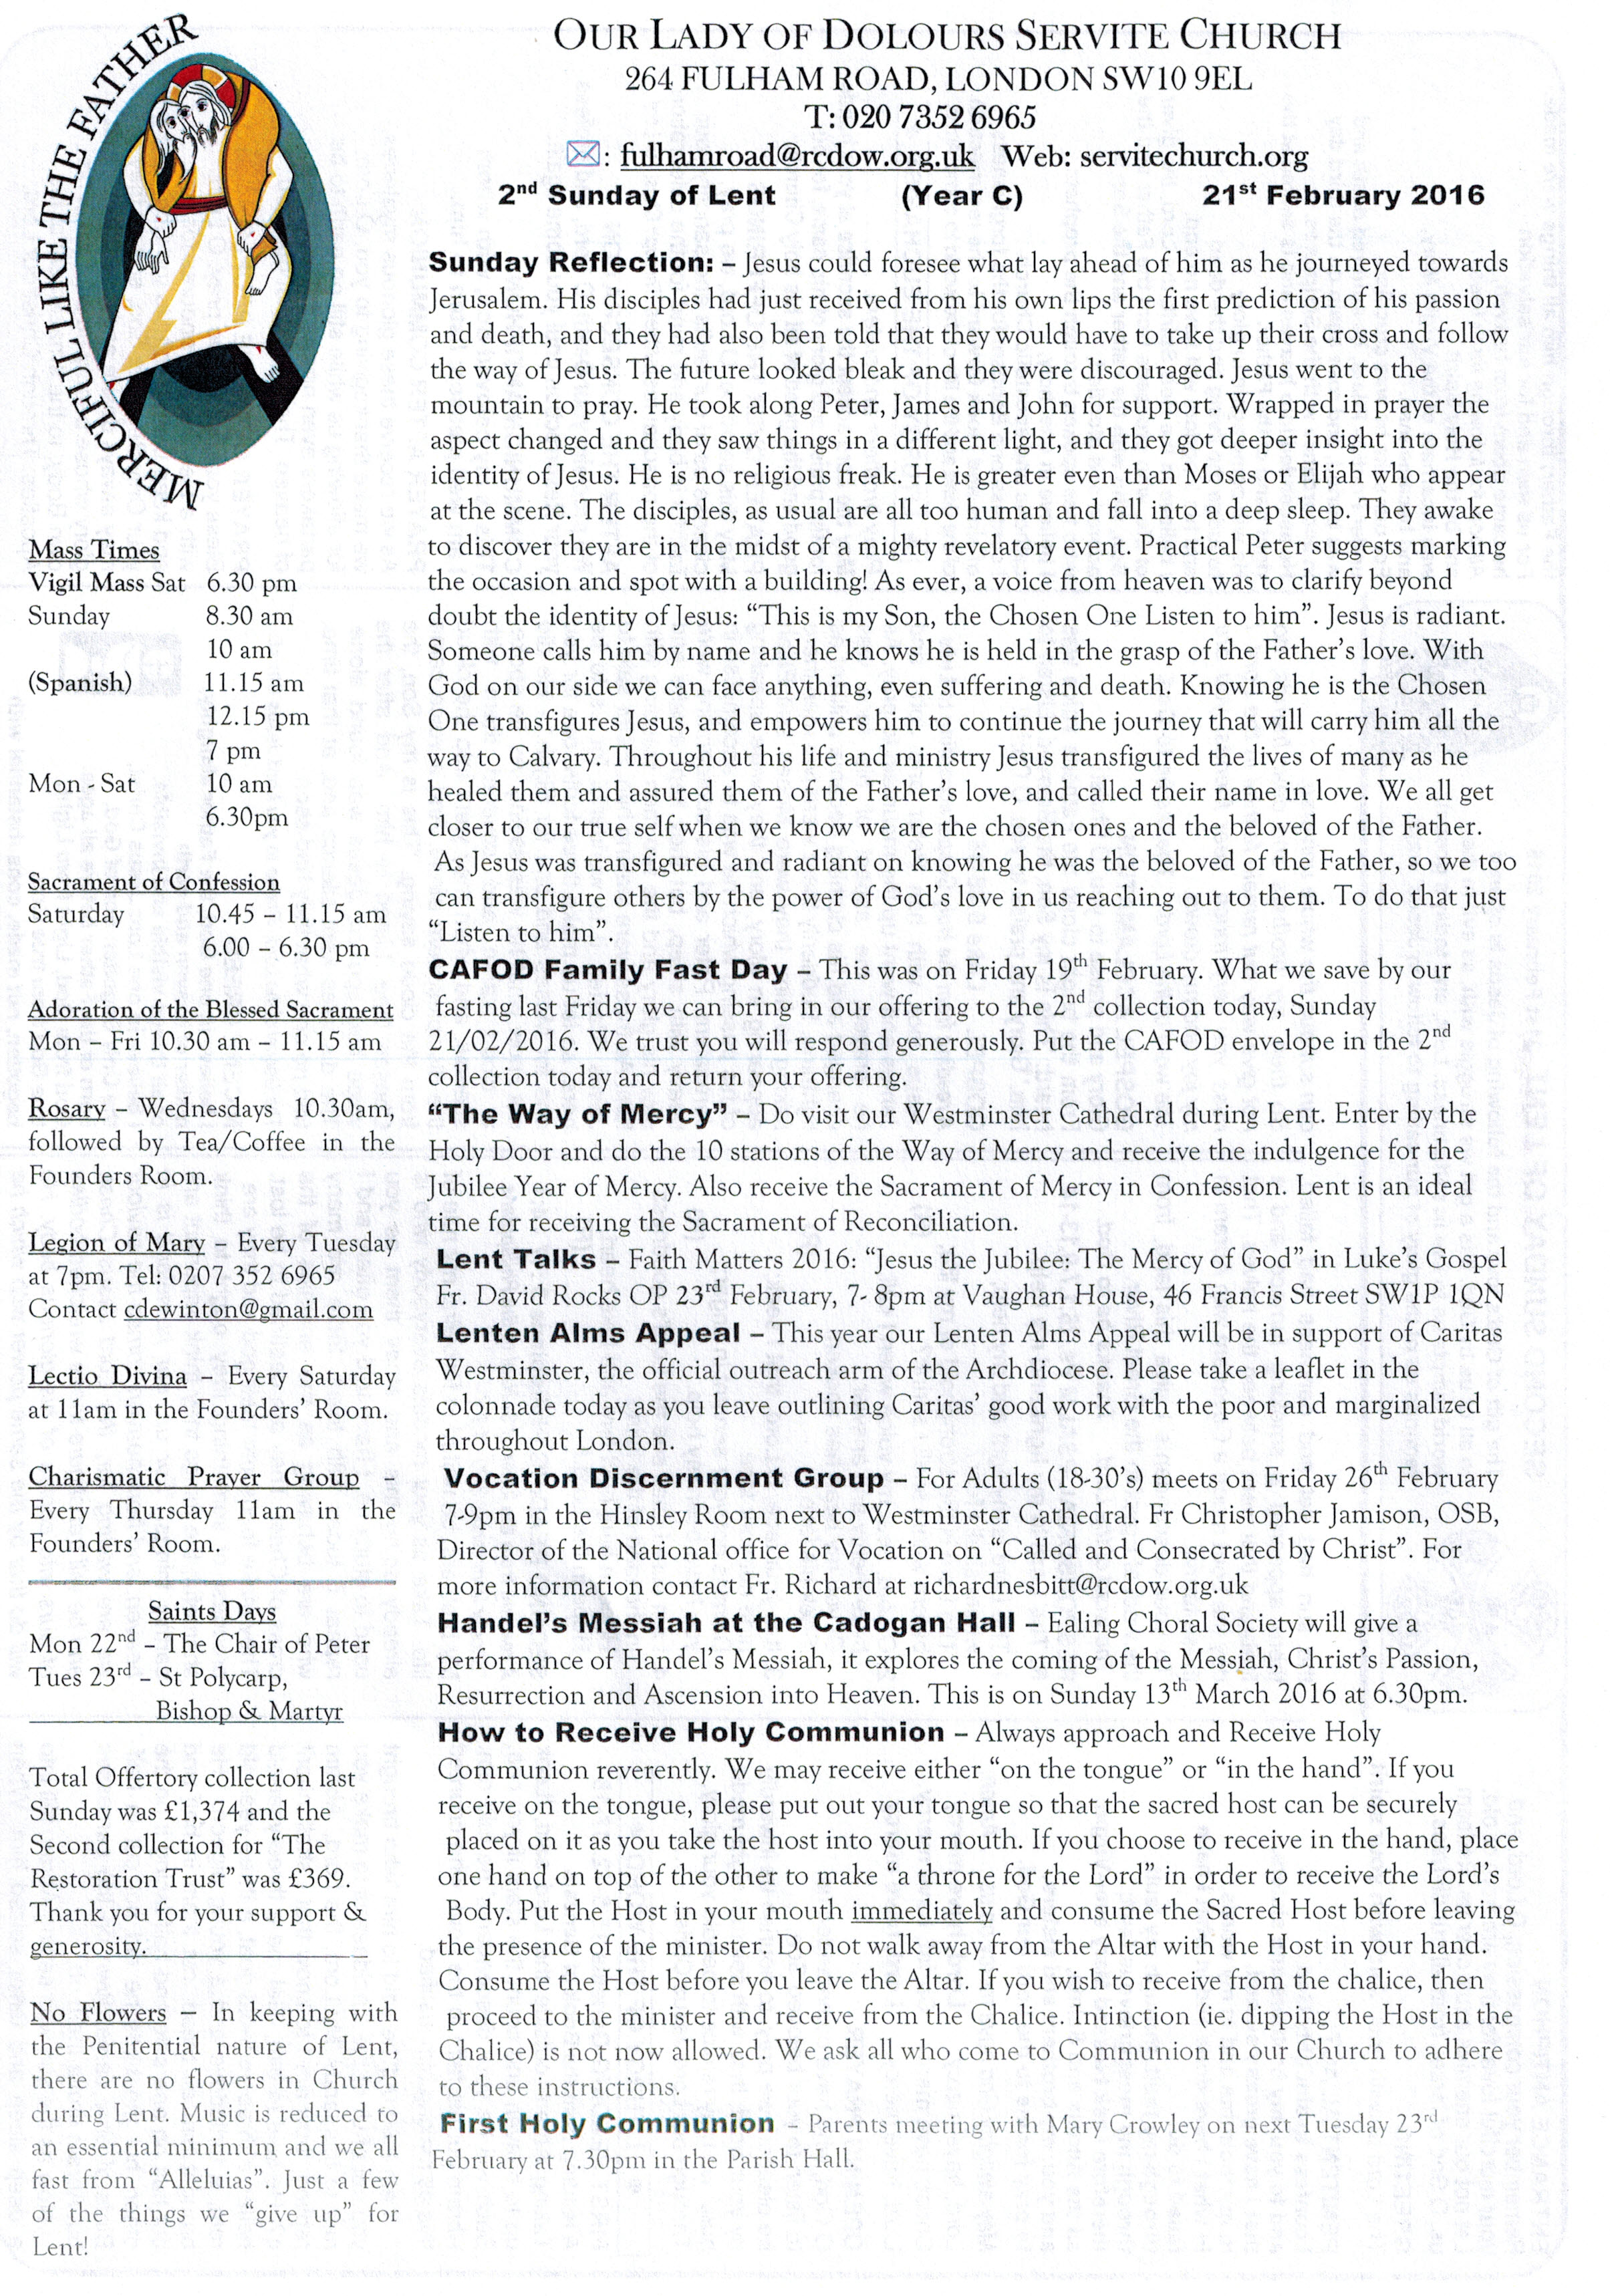 MERCIFUL LIKE THE FATHER
OUR LADY OF DOLOURS SERVITE CHURCH
264 FULHAM ROAD, LONDON SW10 9EL
T: 020 7352 6965
: fulhamroad@rcdow.org.uk Web: servitechurch.org
2nd Sunday of Lent (Year C) 21st February 2016
Mass Times
Vigil Mass Sat 6.30 pm
Sunday 8.30 am
10 am
(Spanish) 11.15 am
12.15 pm
7 pm
Mon - Sat 10 am
6.30pm
Sacrament of Confession
Saturday 10.45 – 11.15 am
6.00 – 6.30 pm
Adoration of the Blessed Sacrament
Mon – Fri 10.30 am – 11.15 am
Rosary – Wednesdays 10.30am,
followed by Tea/Coffee in the
Founders Room.
Legion of Mary – Every Tuesday
at 7pm. Tel: 0207 352 6965
Contact cdewinton@gmail.com
Lectio Divina – Every Saturday
at 11am in the Founders' Room.
Charismatic Prayer Group –
Every Thursday 11am in the
Founders' Room.
Saints Days
Mon 22nd – The Chair of Peter
Tues 23rd – St Polycarp,
Bishop & Martyr
Total Offertory collection last
Sunday was £1,374 and the
Second collection for “The
Restoration Trust” was £369.
Thank you for your support &
generosity.
No Flowers – In keeping with
the Penitential nature of Lent,
there are no flowers in Church
during Lent. Music is reduced to
an essential minimum and we all
fast from “Alleluias”. Just a few
of the things we “give up” for
Lent!
Sunday Reflection: – Jesus could foresee what lay ahead of him as he journeyed towards
Jerusalem. His disciples had just received from his own lips the first prediction of his passion
and death, and they had also been told that they would have to take up their cross and follow
the way of Jesus. The future looked bleak and they were discouraged. Jesus went to the
mountain to pray. He took along Peter, James and John for support. Wrapped in prayer the
aspect changed and they saw things in a different light, and they got deeper insight into the
identity of Jesus. He is no religious freak. He is greater even than Moses or Elijah who appear
at the scene. The disciples, as usual are all too human and fall into a deep sleep. They awake
to discover they are in the midst of a mighty revelatory event. Practical Peter suggests marking
the occasion and spot with a building! As ever, a voice from heaven was to clarify beyond
doubt the identity of Jesus: “This is my Son, the Chosen One Listen to him”. Jesus is radiant.
Someone calls him by name and he knows he is held in the grasp of the Father's love. With
God on our side we can face anything, even suffering and death. Knowing he is the Chosen
One transfigures Jesus, and empowers him to continue the journey that will carry him all the
way to Calvary. Throughout his life and ministry Jesus transfigured the lives of many as he
healed them and assured them of the Father's love, and called their name in love. We all get
closer to our true self when we know we are the chosen ones and the beloved of the Father.
As Jesus was transfigured and radiant on knowing he was the beloved of the Father, so we too
can transfigure others by the power of God's love in us reaching out to them. To do that just
“Listen to him”.
CAFOD Family Fast Day – This was on Friday 19th February. What we save by our
fasting last Friday we can bring in our offering to the 2nd collection today, Sunday
21/02/2016. We trust you will respond generously. Put the CAFOD envelope in the 2nd
collection today and return your offering.
“The Way of Mercy” – Do visit our Westminster Cathedral during Lent. Enter by the
Holy Door and do the 10 stations of the Way of Mercy and receive the indulgence for the
Jubilee Year of Mercy. Also receive the Sacrament of Mercy in Confession. Lent is an ideal
time for receiving the Sacrament of Reconciliation.
Lent Talks – Faith Matters 2016: “Jesus the Jubilee: The Mercy of God” in Luke's Gospel
Fr. David Rocks OP 23rd February, 7- 8pm at Vaughan House, 46 Francis Street SW1P 1QN
Lenten Alms Appeal – This year our Lenten Alms Appeal will be in support of Caritas
Westminster, the official outreach arm of the Archdiocese. Please take a leaflet in the
colonnade today as you leave outlining Caritas' good work with the poor and marginalized
throughout London.
Vocation Discernment Group – For Adults (18-30's) meets on Friday 26th February
7-9pm in the Hinsley Room next to Westminster Cathedral. Fr Christopher Jamison, OSB,
Director of the National office for Vocation on “Called and Consecrated by Christ”. For
more information contact Fr. Richard at richardnesbitt@rcdow.org.uk
Handel's Messiah at the Cadogan Hall – Ealing Choral Society will give a
performance of Handel's Messiah, it explores the coming of the Messiah, Christ's Passion,
Resurrection and Ascension into Heaven. This is on Sunday 13th March 2016 at 6.30pm.
How to Receive Holy Communion – Always approach and Receive Holy
Communion reverently. We may receive either “on the tongue” or “in the hand”. If you
receive on the tongue, please put out your tongue so that the sacred host can be securely
placed on it as you take the host into your mouth. If you choose to receive in the hand, place
one hand on top of the other to make “a throne for the Lord” in order to receive the Lord's
Body. Put the Host in your mouth immediately and consume the Sacred Host before leaving
the presence of the minister. Do not walk away from the Altar with the Host in your hand.
Consume the Host before you leave the Altar. If you wish to receive from the chalice, then
proceed to the minister and receive from the Chalice. Intinction (ie. dipping the Host in the
Chalice) is not now allowed. We ask all who come to Communion in our Church to adhere
to these instructions.
First Holy Communion – Parents meeting with Mary Crowley on next Tuesday 23rd
February at 7.30pm in the Parish Hall.